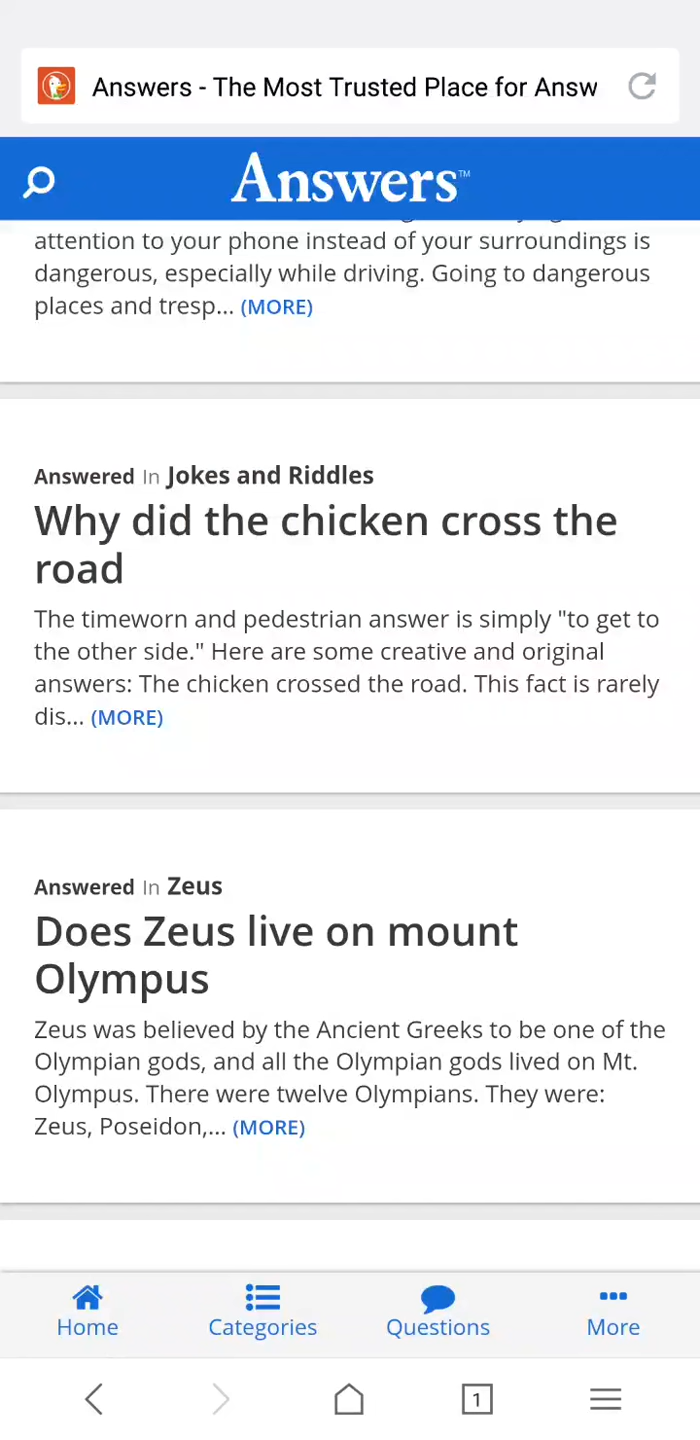 Answers - The Most Trusted Place for Answ
Answers™
attention to your phone instead of your surroundings is
dangerous, especially while driving. Going to dangerous
places and tresp... (MORE)
Answered In Jokes and Riddles
Why did the chicken cross the
road
The timeworn and pedestrian answer is simply "to get to
the other side." Here are some creative and original
answers: The chicken crossed the road. This fact is rarely
dis... (MORE)
Answered In Zeus
Does Zeus live on mount
Olympus
Zeus was believed by the Ancient Greeks to be one of the
Olympian gods, and all the Olympian gods lived on Mt.
Olympus. There were twelve Olympians. They were:
Zeus, Poseidon,... (MORE)
Home Categories Questions More
1